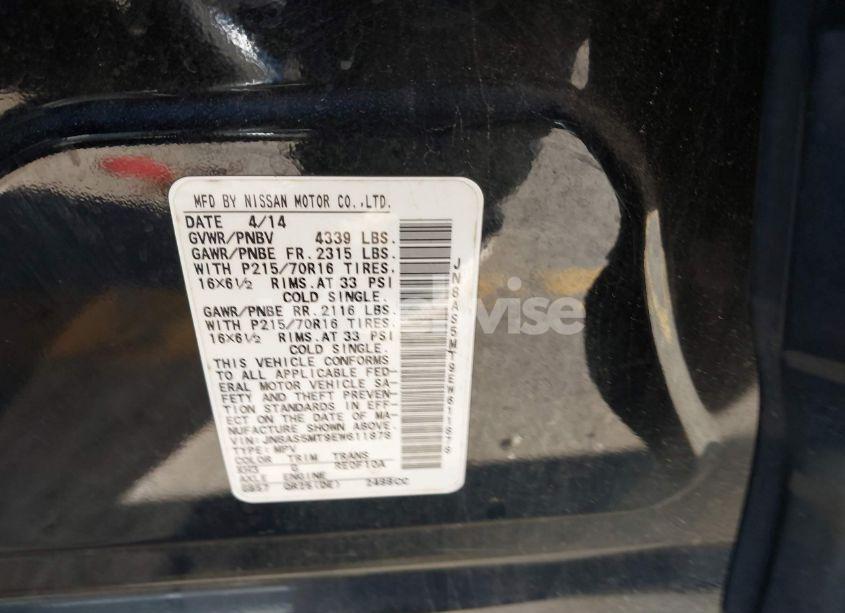 MFD BY NISSAN MOTOR CO.,LTD.
DATE 4/14
GVWR/PNBV 4339 LBS.
GAWR/PNBE FR. 2315 LBS.
WITH P215/70R16 TIRES.
16×6½ RIMS.AT 33 PSI
COLD SINGLE.
GAWR/PNBE RR. 2116 LBS.
WITH P215/70R16 TIRES.
16×6½ RIMS.AT 33 PSI
COLD SINGLE.
THIS VEHICLE CONFORMS
TO ALL APPLICABLE FED-
ERAL MOTOR VEHICLE SA-
FETY AND THEFT PREVEN-
TION STANDARDS IN EFF-
ECT ON THE DATE OF MA-
NUFACTURE SHOWN ABOVE.
VIN: JN8AS5MT9EW611878
TYPE: MPV
COLOR TRIM TRANS
KH3 G RE0F10A
AXLE ENGINE
QR25(DE) 2488CC
JN8AS5MT9EW611878